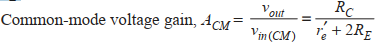 Common-mode voltage gain, A_CM = v_out / v_in(CM) = R_C / (r'_e + 2R_E)